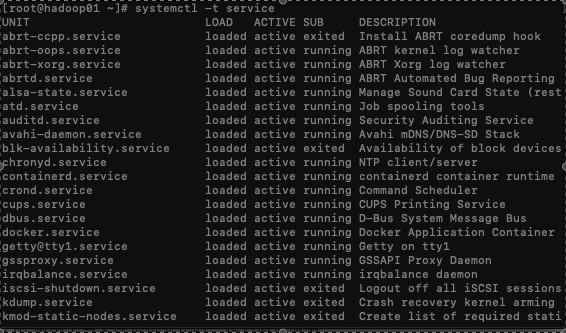 [root@hadoop01 ~]# systemctl -t service
UNIT LOAD ACTIVE SUB DESCRIPTION
abrt-ccpp.service loaded active exited Install ABRT coredump hook
abrt-oops.service loaded active running ABRT kernel log watcher
abrt-xorg.service loaded active running ABRT Xorg log watcher
abrtd.service loaded active running ABRT Automated Bug Reporting
alsa-state.service loaded active running Manage Sound Card State (rest
atd.service loaded active running Job spooling tools
auditd.service loaded active running Security Auditing Service
avahi-daemon.service loaded active running Avahi mDNS/DNS-SD Stack
blk-availability.service loaded active exited Availability of block devices
chronyd.service loaded active running NTP client/server
containerd.service loaded active running containerd container runtime
crond.service loaded active running Command Scheduler
cups.service loaded active running CUPS Printing Service
dbus.service loaded active running D-Bus System Message Bus
docker.service loaded active running Docker Application Container
getty@tty1.service loaded active running Getty on tty1
gssproxy.service loaded active running GSSAPI Proxy Daemon
irqbalance.service loaded active running irqbalance daemon
iscsi-shutdown.service loaded active exited Logout off all iSCSI sessions
kdump.service loaded active exited Crash recovery kernel arming
kmod-static-nodes.service loaded active exited Create list of required stati